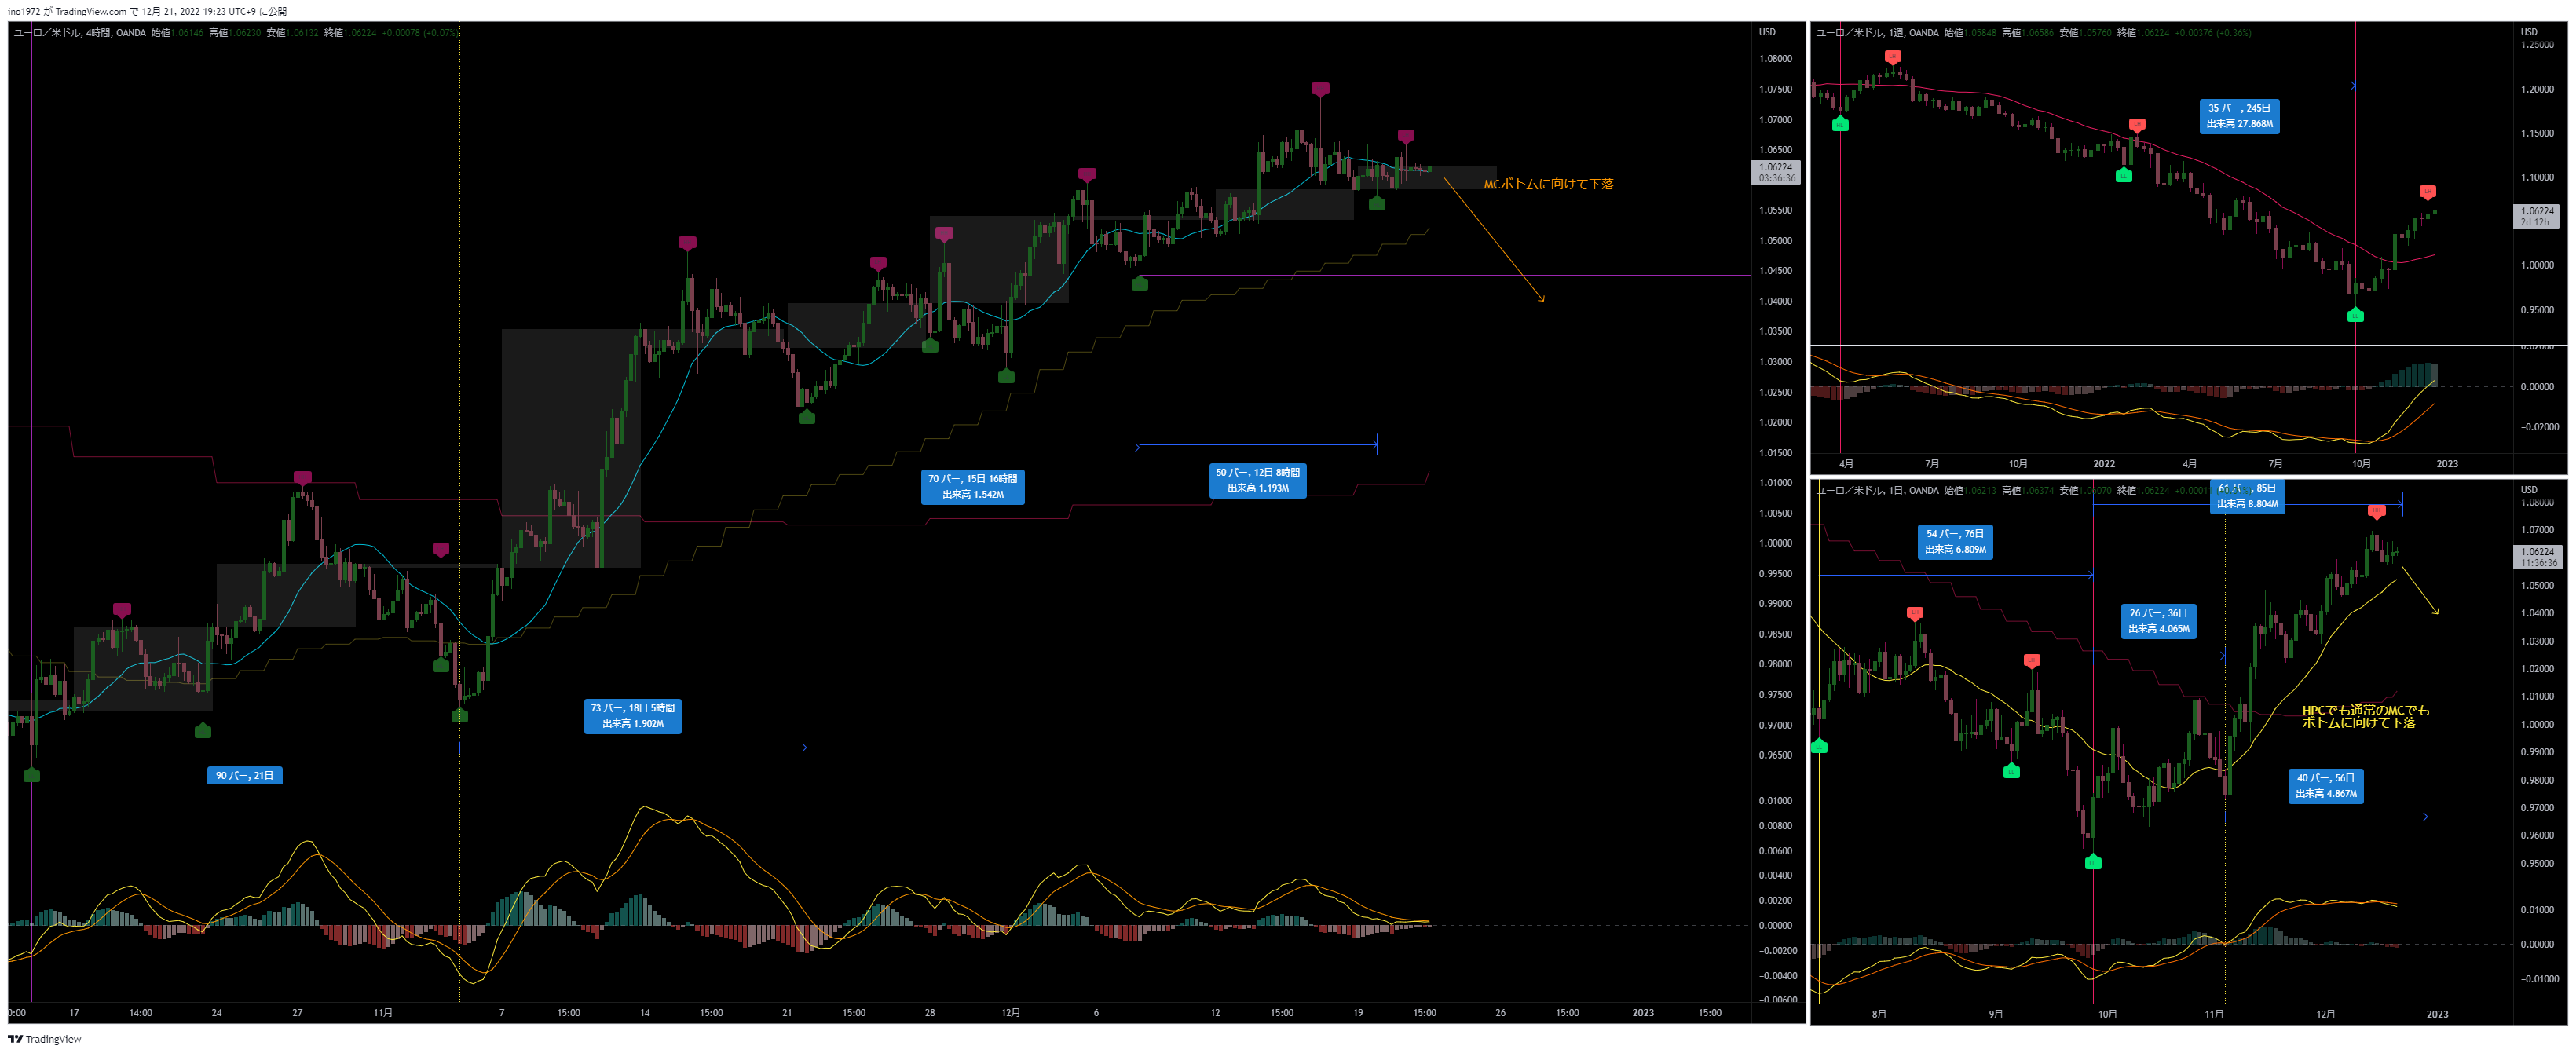 ino1972 が TradingView.com で 12月 21, 2022 19:23 UTC+9 に公開
ユーロ／米ドル, 4時間, OANDA 始値1.06146 高値1.06230 安値1.06132 終値1.06224 +0.00078 (+0.07%)
USD
1.08000
1.07500
1.07000
1.06500
1.06224
03:36:36
1.05500
1.05000
1.04500
1.04000
1.03500
1.03000
1.02500
1.02000
1.01500
1.01000
1.00500
1.00000
0.99500
0.99000
0.98500
0.98000
0.97500
0.97000
0.96500
MCボトムに向けて下落
70 バー, 15日 16時間
出来高 1.542M
50 バー, 12日 8時間
出来高 1.193M
73 バー, 18日 5時間
出来高 1.902M
90 バー, 21日
0.01000
0.00800
0.00600
0.00400
0.00200
0.00000
−0.00200
−0.00400
−0.00600
0:00 17 14:00 24 27 11月 7 15:00 14 15:00 21 15:00 28 12月 6 12 15:00 19 15:00 26 15:00 2023 15:00
ユーロ／米ドル, 1週, OANDA 始値1.05848 高値1.06586 安値1.05760 終値1.06224 +0.00376 (+0.36%)
USD
1.25000
1.20000
1.15000
1.10000
1.06224
2d 12h
1.00000
0.95000
35 バー, 245日
出来高 27.868M
LH
LL
LH
LL
LH
LL
0.02000
0.00000
−0.02000
4月 7月 10月 2022 4月 7月 10月 2023
ユーロ／米ドル, 1日, OANDA 始値1.06213 高値1.06374 安値1.06070 終値1.06224
USD
1.08000
1.07000
1.06224
11:36:36
1.05000
1.04000
1.03000
1.02000
1.01000
1.00000
0.99000
0.98000
0.97000
0.96000
0.95000
61 バー, 85日
出来高 8.804M
54 バー, 76日
出来高 6.809M
26 バー, 36日
出来高 4.065M
HPCでも通常のMCでも
ボトムに向けて下落
40 バー, 56日
出来高 4.867M
LH
LH
LL
LL
LL
0.01000
0.00000
−0.01000
8月 9月 10月 11月 12月 2023
TradingView